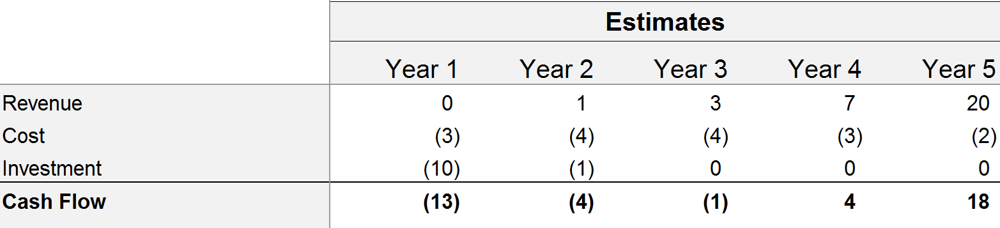 Estimates
Year 1 Year 2 Year 3 Year 4 Year 5
Revenue 0 1 3 7 20
Cost (3) (4) (4) (3) (2)
Investment (10) (1) 0 0 0
Cash Flow (13) (4) (1) 4 18